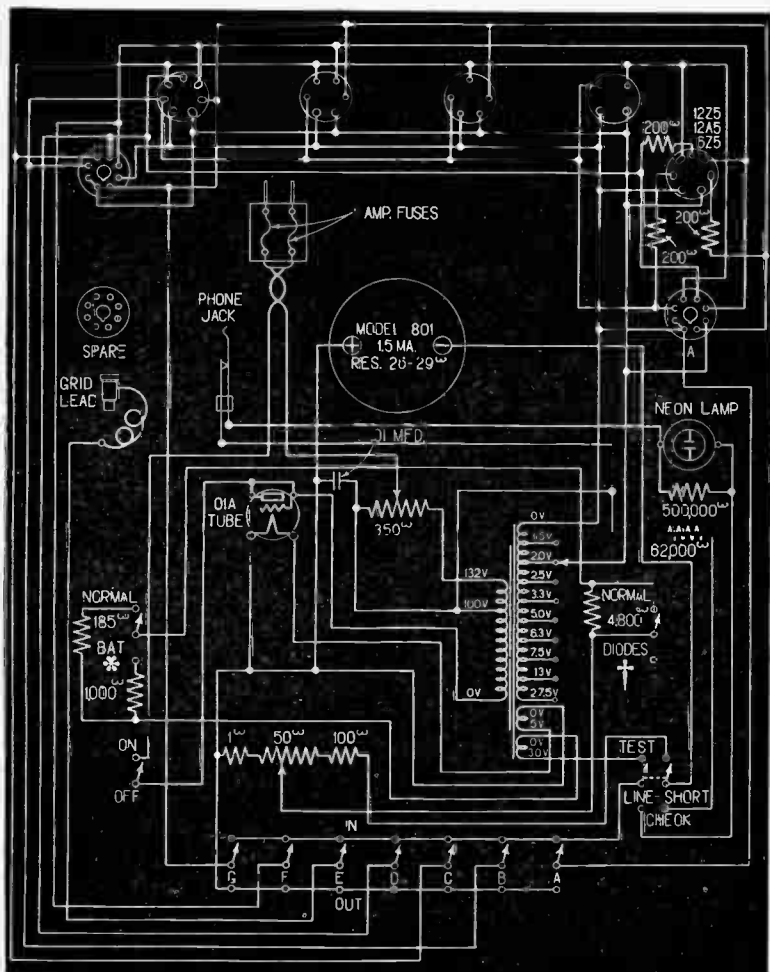 12Z5
12A5
6Z5
200ω
AMP. FUSES
200ω
200ω
PHONE
JACK
MODEL 801
1.5 MA.
RES. 26-29ω
SPARE
A
GRID
LEAD
NEON LAMP
.01 MFD.
01A
TUBE
350ω
500,000ω
62,000ω
0V
1.5V
2.0V
2.5V
3.3V
5.0V
6.3V
7.5V
13V
27.5V
0V
5V
0V
30V
132V
100V
0V
NORMAL
185ω
BAT
*
1,000ω
NORMAL
4,800ω
DIODES
†
ON
OFF
1ω
50ω
100ω
TEST
LINE-SHORT
CHECK
IN
G F E D C B A
OUT